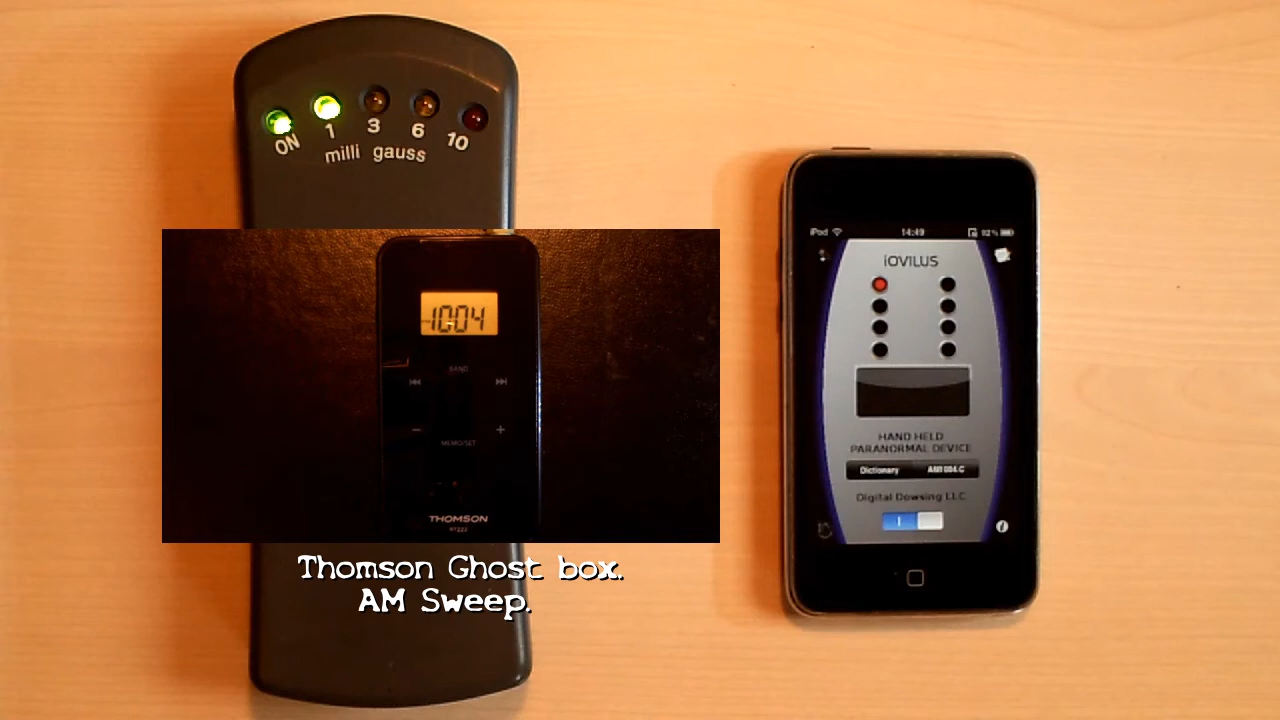 ON 1 3 6 10
milli gauss
1004
BAND
MEMO/SET
THOMSON
Thomson Ghost box.
AM Sweep.
iPod 14:49 92%
iOVILUS
HAND HELD
PARANORMAL DEVICE
Dictionary
Digital Dowsing LLC